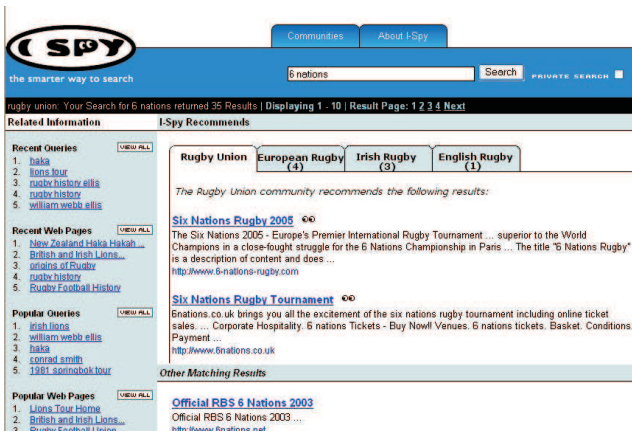 I SPY
the smarter way to search
Communities
About I-Spy
6 nations
Search
PRIVATE SEARCH
rugby union: Your Search for 6 nations returned 35 Results | Displaying 1 - 10 | Result Page: 1 2 3 4 Next
Related Information
Recent Queries
VIEW ALL
1. haka
2. lions tour
3. rugby history ellis
4. rugby history
5. william webb ellis
Recent Web Pages
VIEW ALL
1. New Zealand Haka Hakah ...
2. British and Irish Lions...
3. origins of Rugby
4. rugby history
5. Rugby Football History
Popular Queries
VIEW ALL
1. irish lions
2. william webb ellis
3. haka
4. conrad smith
5. 1981 springbok tour
Popular Web Pages
VIEW ALL
1. Lions Tour Home
2. British and Irish Lions...
3. Rugby Football Union
I-Spy Recommends
Rugby Union
European Rugby
(4)
Irish Rugby
(3)
English Rugby
(1)
The Rugby Union community recommends the following results:
Six Nations Rugby 2005
The Six Nations 2005 - Europe's Premier International Rugby Tournament ... superior to the World
Champions in a close-fought struggle for the 6 Nations Championship in Paris ... The title "6 Nations Rugby"
is a description of content and does ...
http://www.6-nations-rugby.com
Six Nations Rugby Tournament
6nations.co.uk brings you all the excitement of the six nations rugby tournament including online ticket
sales. ... Corporate Hospitality. 6 nations Tickets - Buy Now!! Venues. 6 nations tickets. Basket. Conditions.
Payment ...
http://www.6nations.co.uk
Other Matching Results
Official RBS 6 Nations 2003
Official RBS 6 Nations 2003 ...
http://www.6nations.net